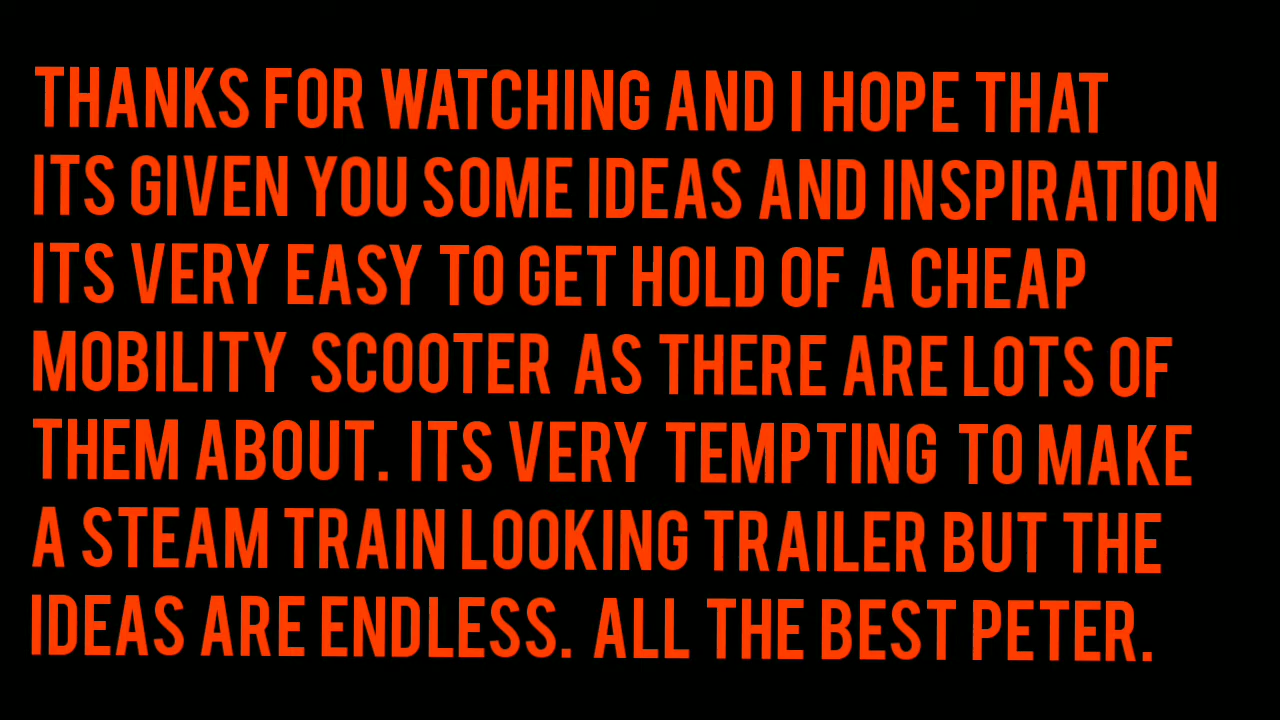 THANKS FOR WATCHING AND I HOPE THAT
ITS GIVEN YOU SOME IDEAS AND INSPIRATION
ITS VERY EASY TO GET HOLD OF A CHEAP
MOBILITY SCOOTER AS THERE ARE LOTS OF
THEM ABOUT. ITS VERY TEMPTING TO MAKE
A STEAM TRAIN LOOKING TRAILER BUT THE
IDEAS ARE ENDLESS. ALL THE BEST PETER.